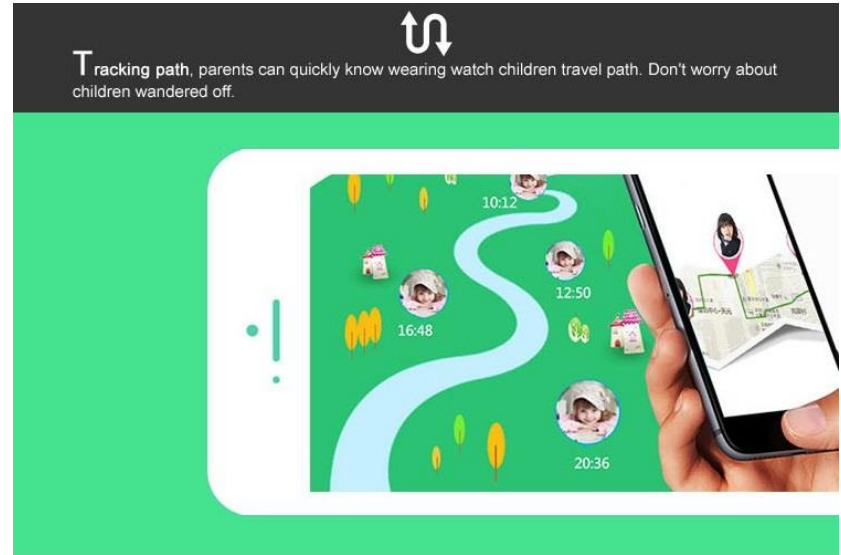 Tracking path, parents can quickly know wearing watch children travel path. Don't worry about
children wandered off.
10:12
12:50
16:48
20:36